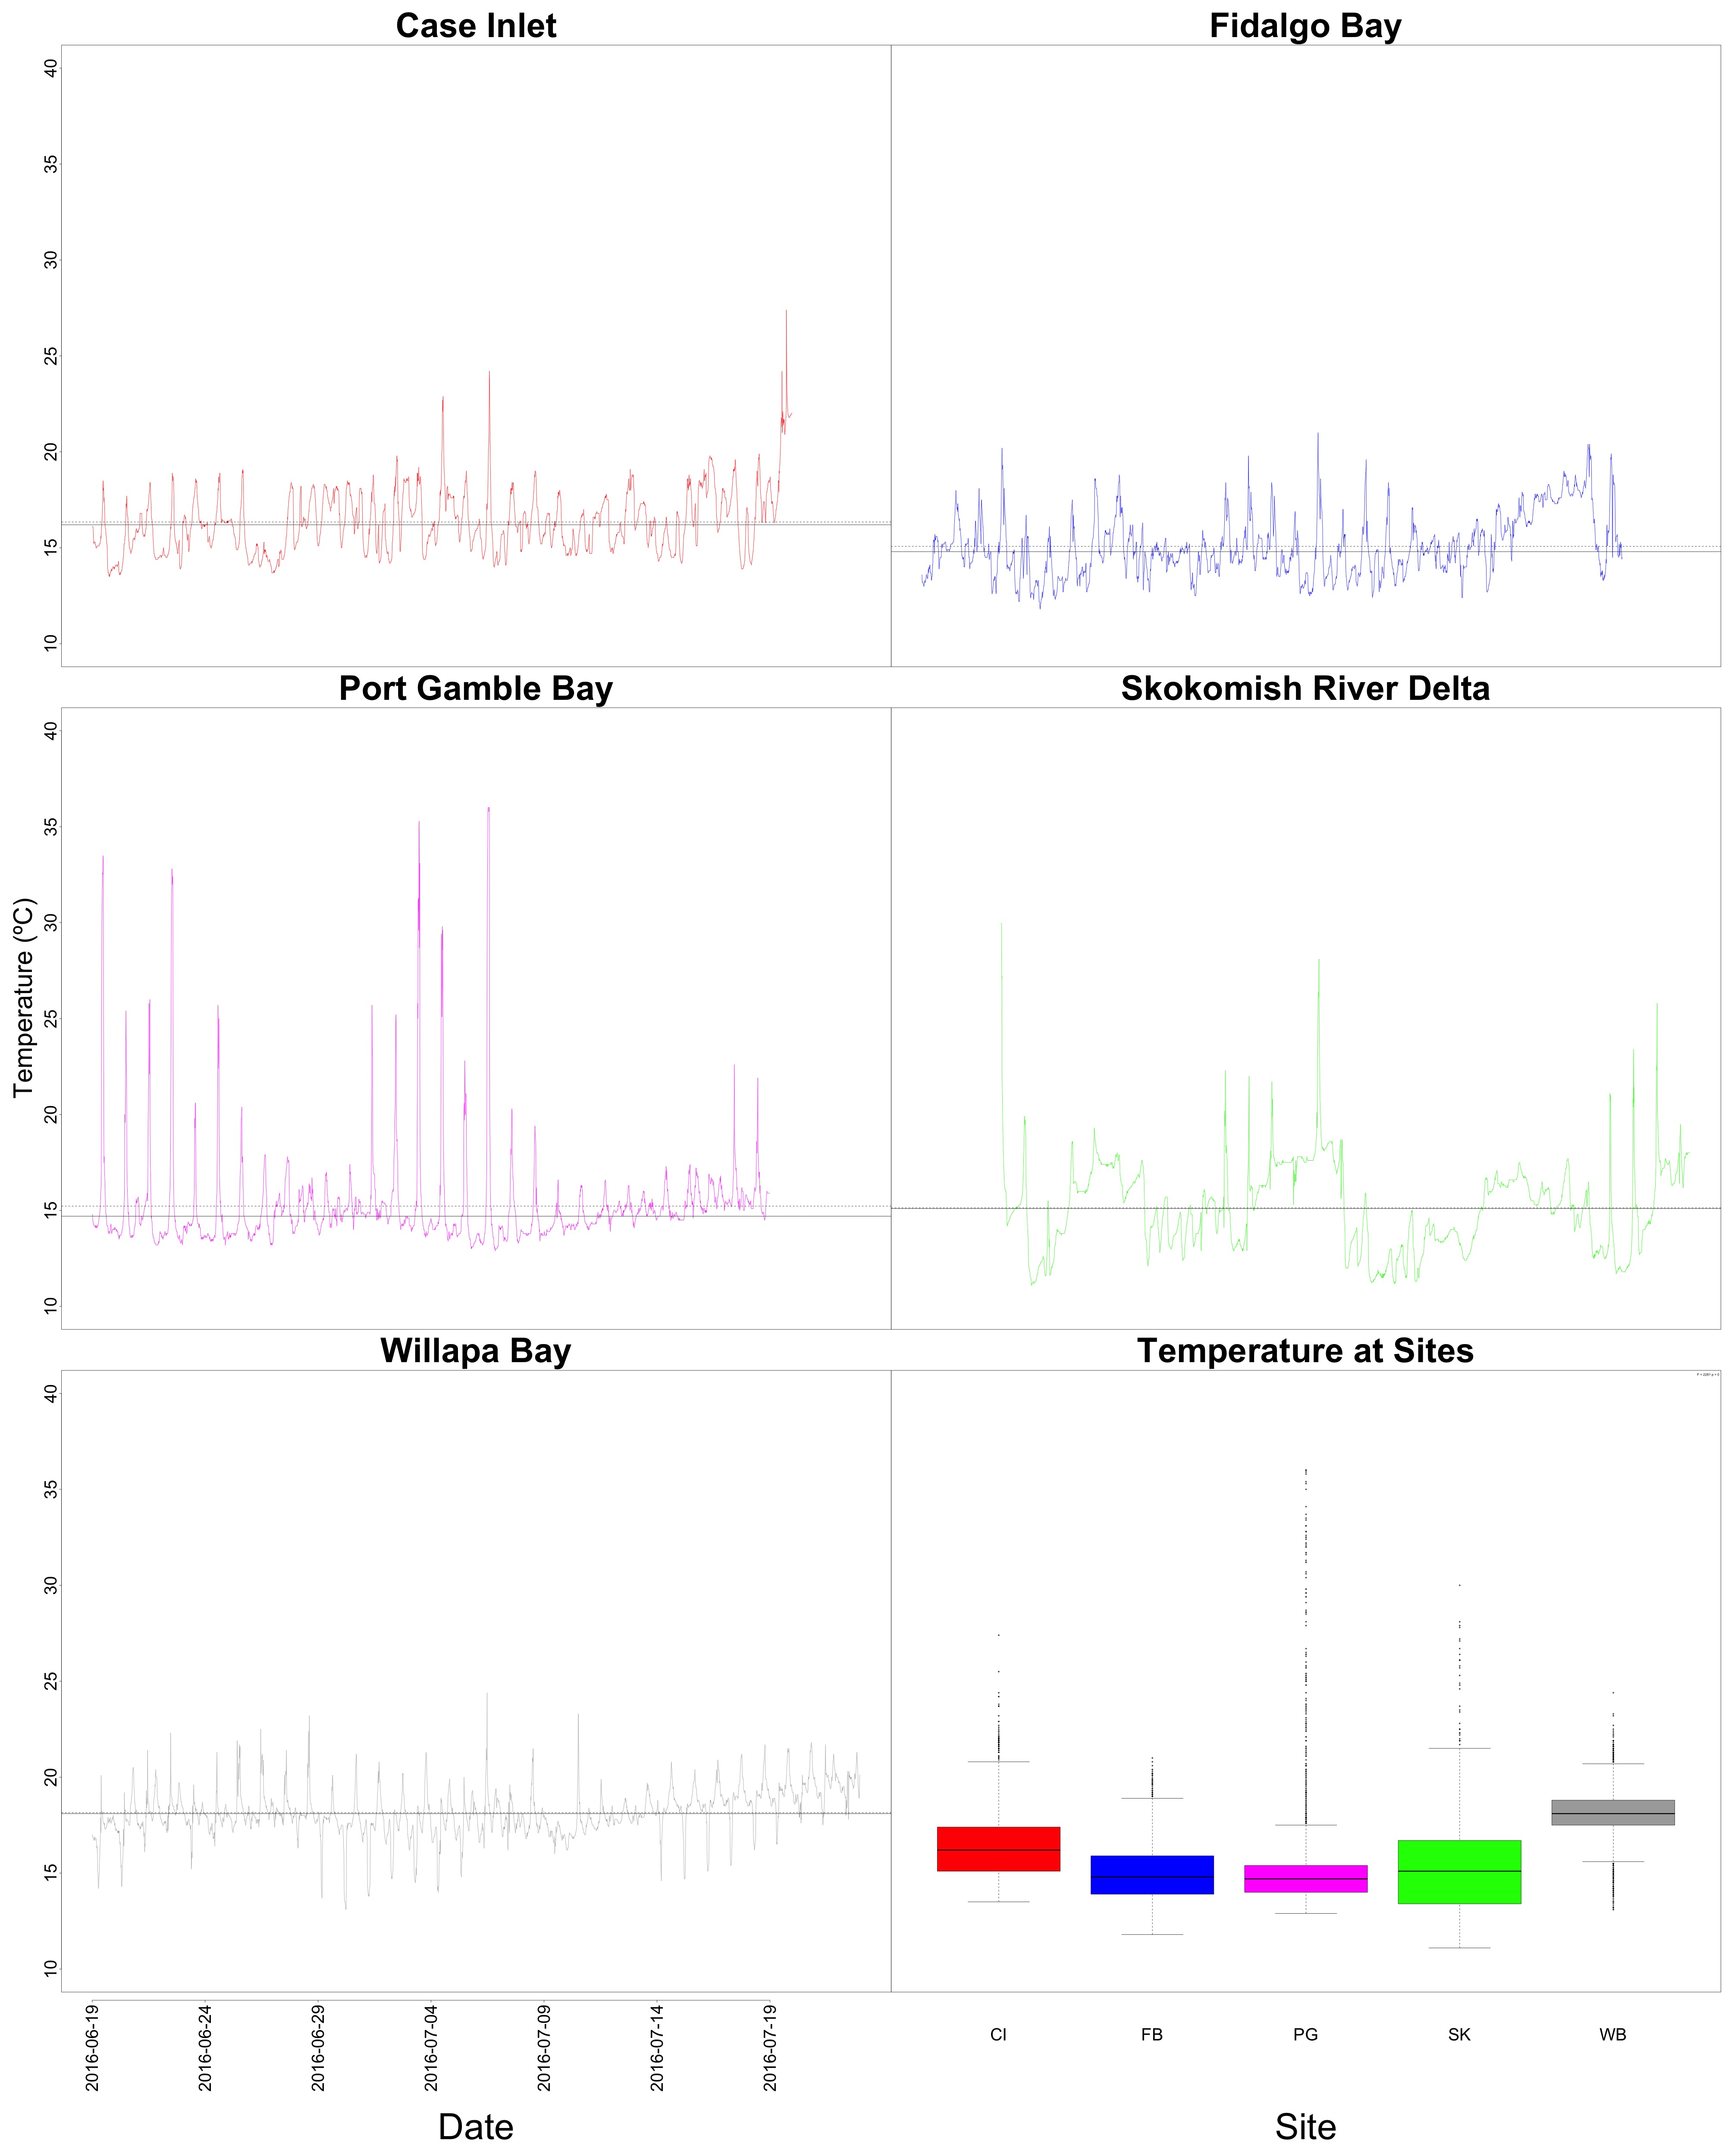 Case Inlet
Fidalgo Bay
40
35
30
25
20
15
10
Port Gamble Bay
Skokomish River Delta
Temperature (ºC)
40
35
30
25
20
15
10
Willapa Bay
Temperature at Sites
40
35
30
25
20
15
10
2016-06-19
2016-06-24
2016-06-29
2016-07-04
2016-07-09
2016-07-14
2016-07-19
CI
FB
PG
SK
WB
Date
Site